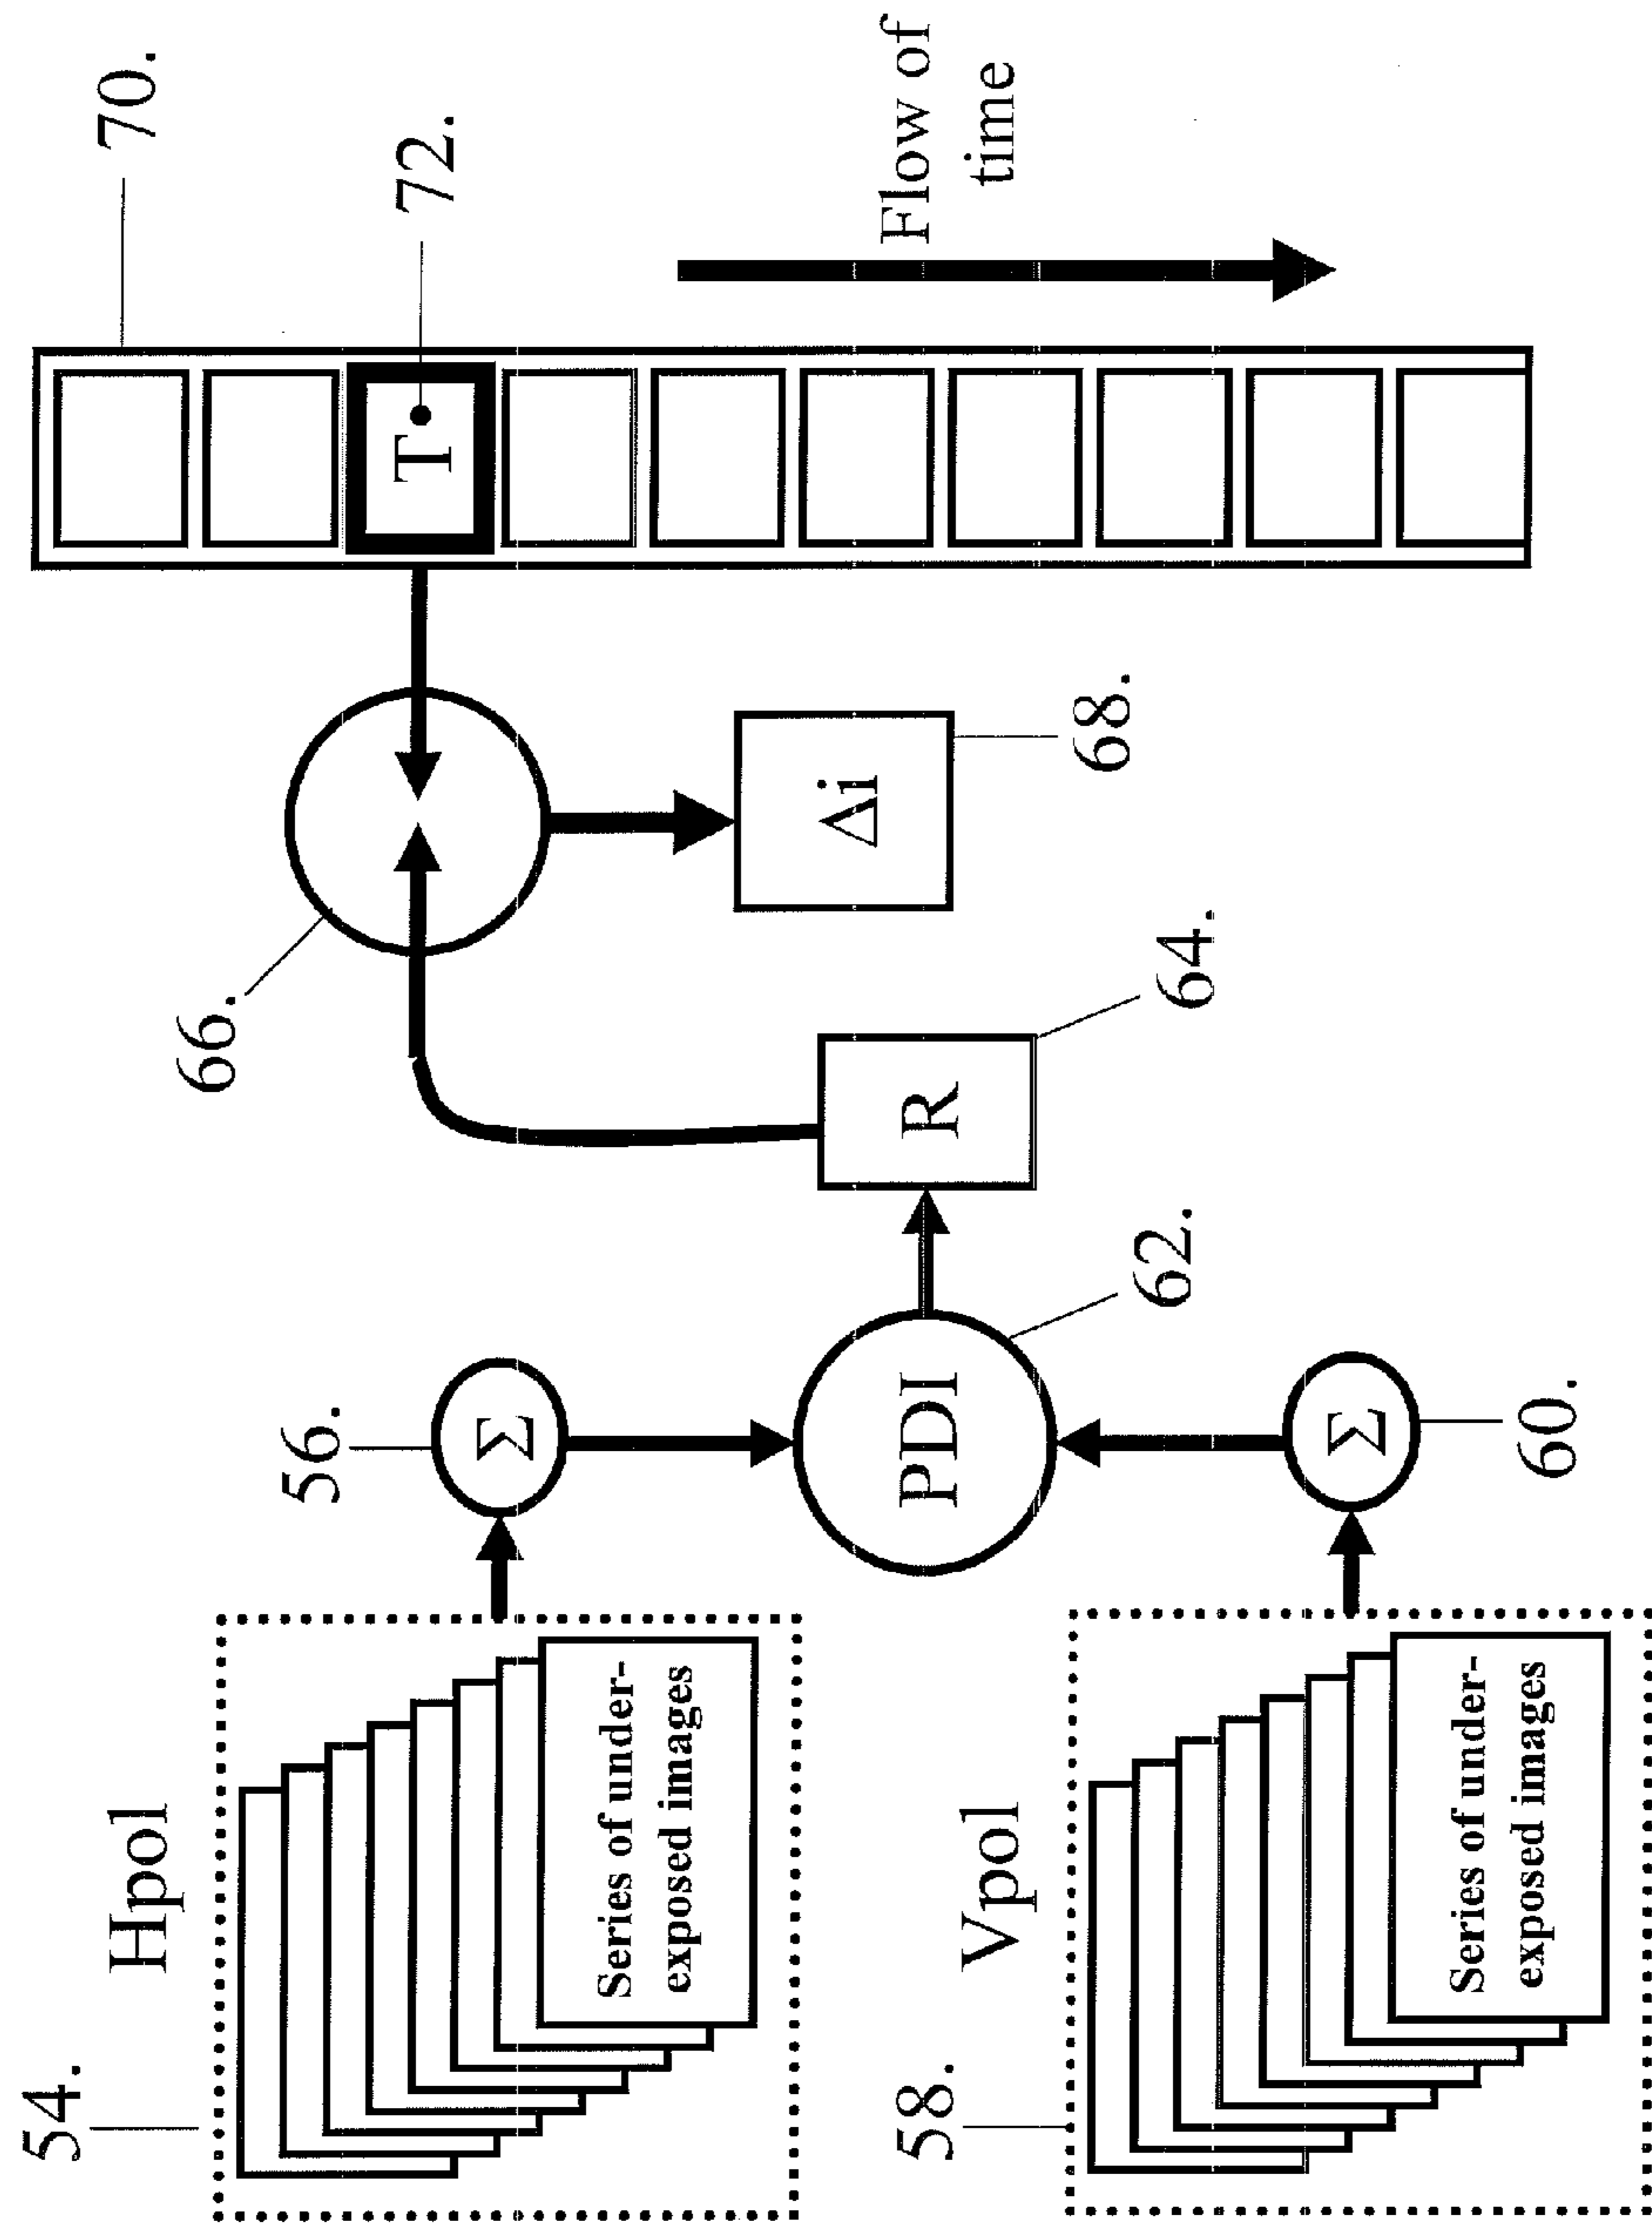 54.
Hpol
Series of under-
exposed images
56.
Σ
58.
Vpol
Series of under-
exposed images
60.
Σ
PDI
62.
R
64.
66.
Δi
68.
T
70.
72.
Flow of
time